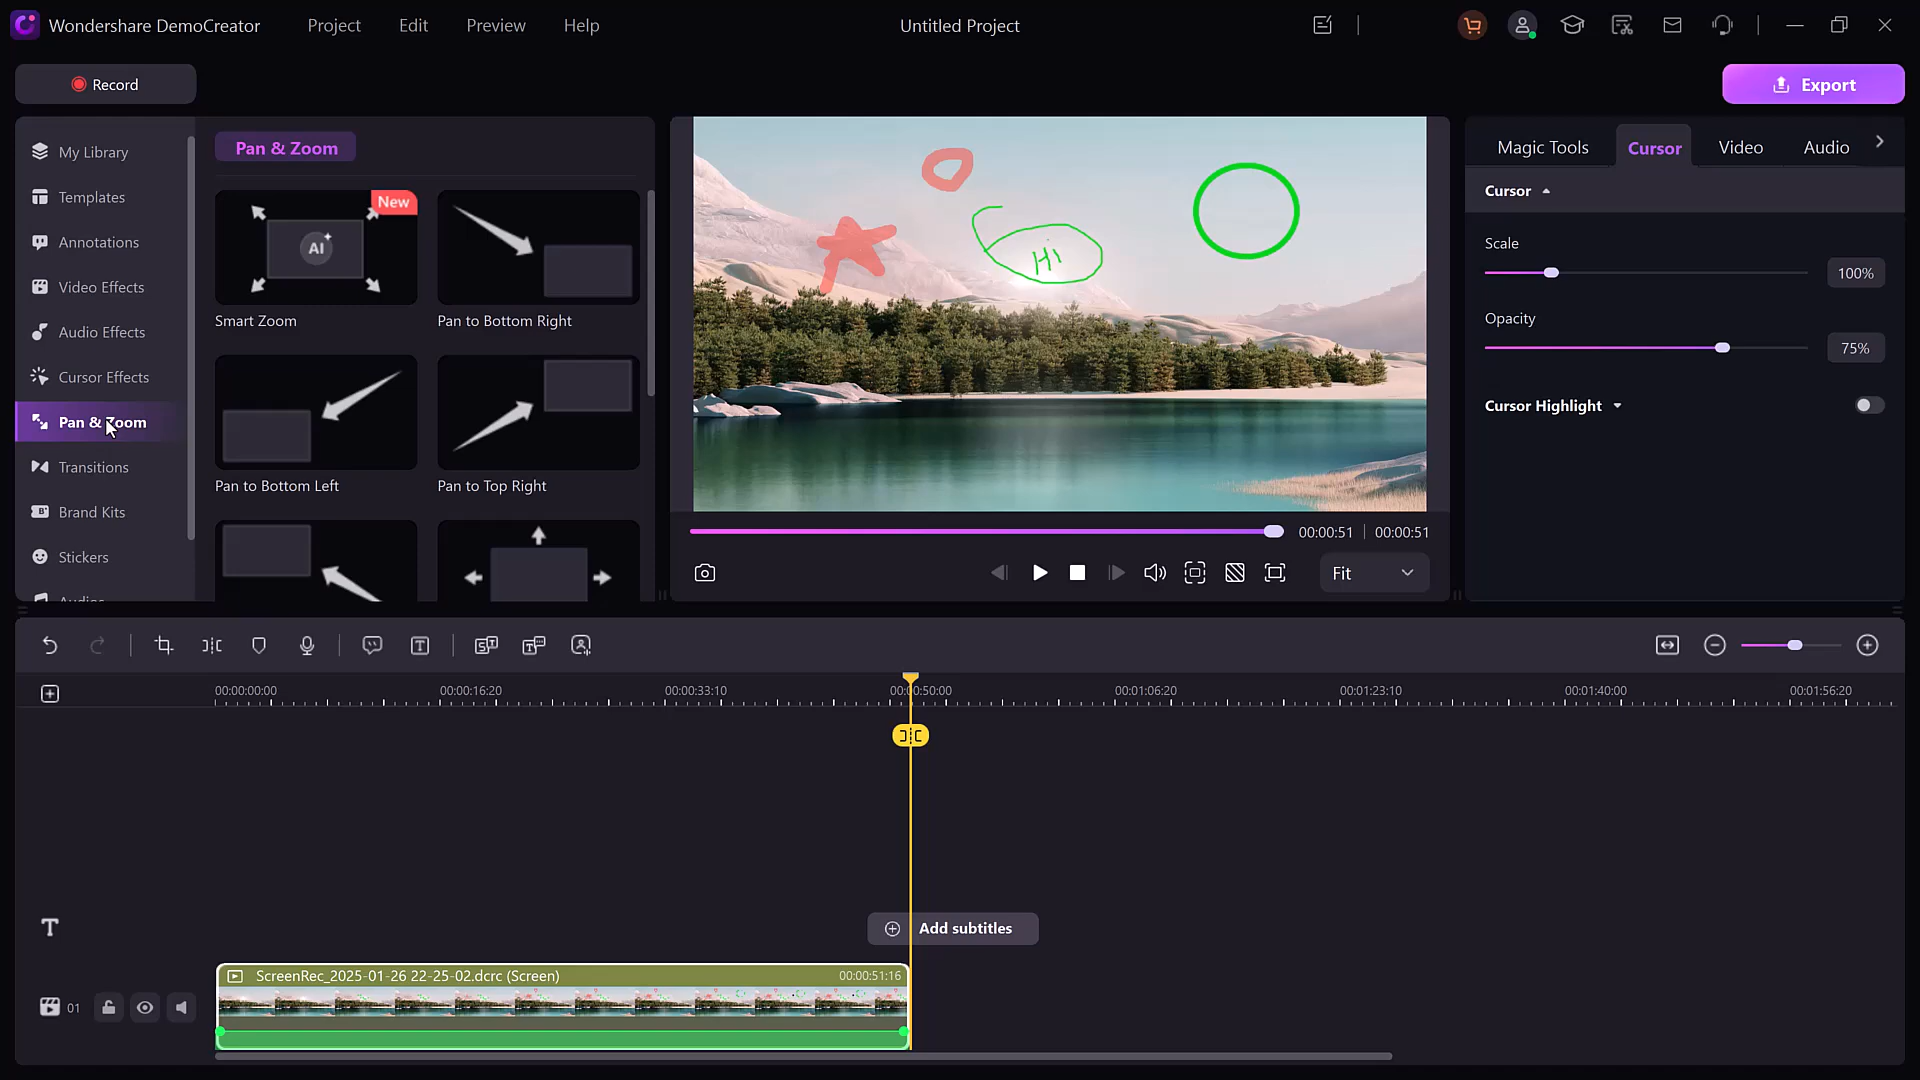 Wondershare DemoCreator
Project
Edit
Preview
Help
Untitled Project
Record
Export
My Library
Templates
Annotations
Video Effects
Audio Effects
Cursor Effects
Pan & Zoom
Transitions
Brand Kits
Stickers
Audios
Pan & Zoom
AI
New
Smart Zoom
Pan to Bottom Right
Pan to Bottom Left
Pan to Top Right
Hi
00:00:51 | 00:00:51
Fit
Magic Tools
Cursor
Video
Audio
Cursor
Scale
100%
Opacity
75%
Cursor Highlight
00:00:00:00
00:00:16:20
00:00:33:10
00:00:50:00
00:01:06:20
00:01:23:10
00:01:40:00
00:01:56:20
T
Add subtitles
ScreenRec_2025-01-26 22-25-02.dcrc (Screen)
00:00:51:16
01